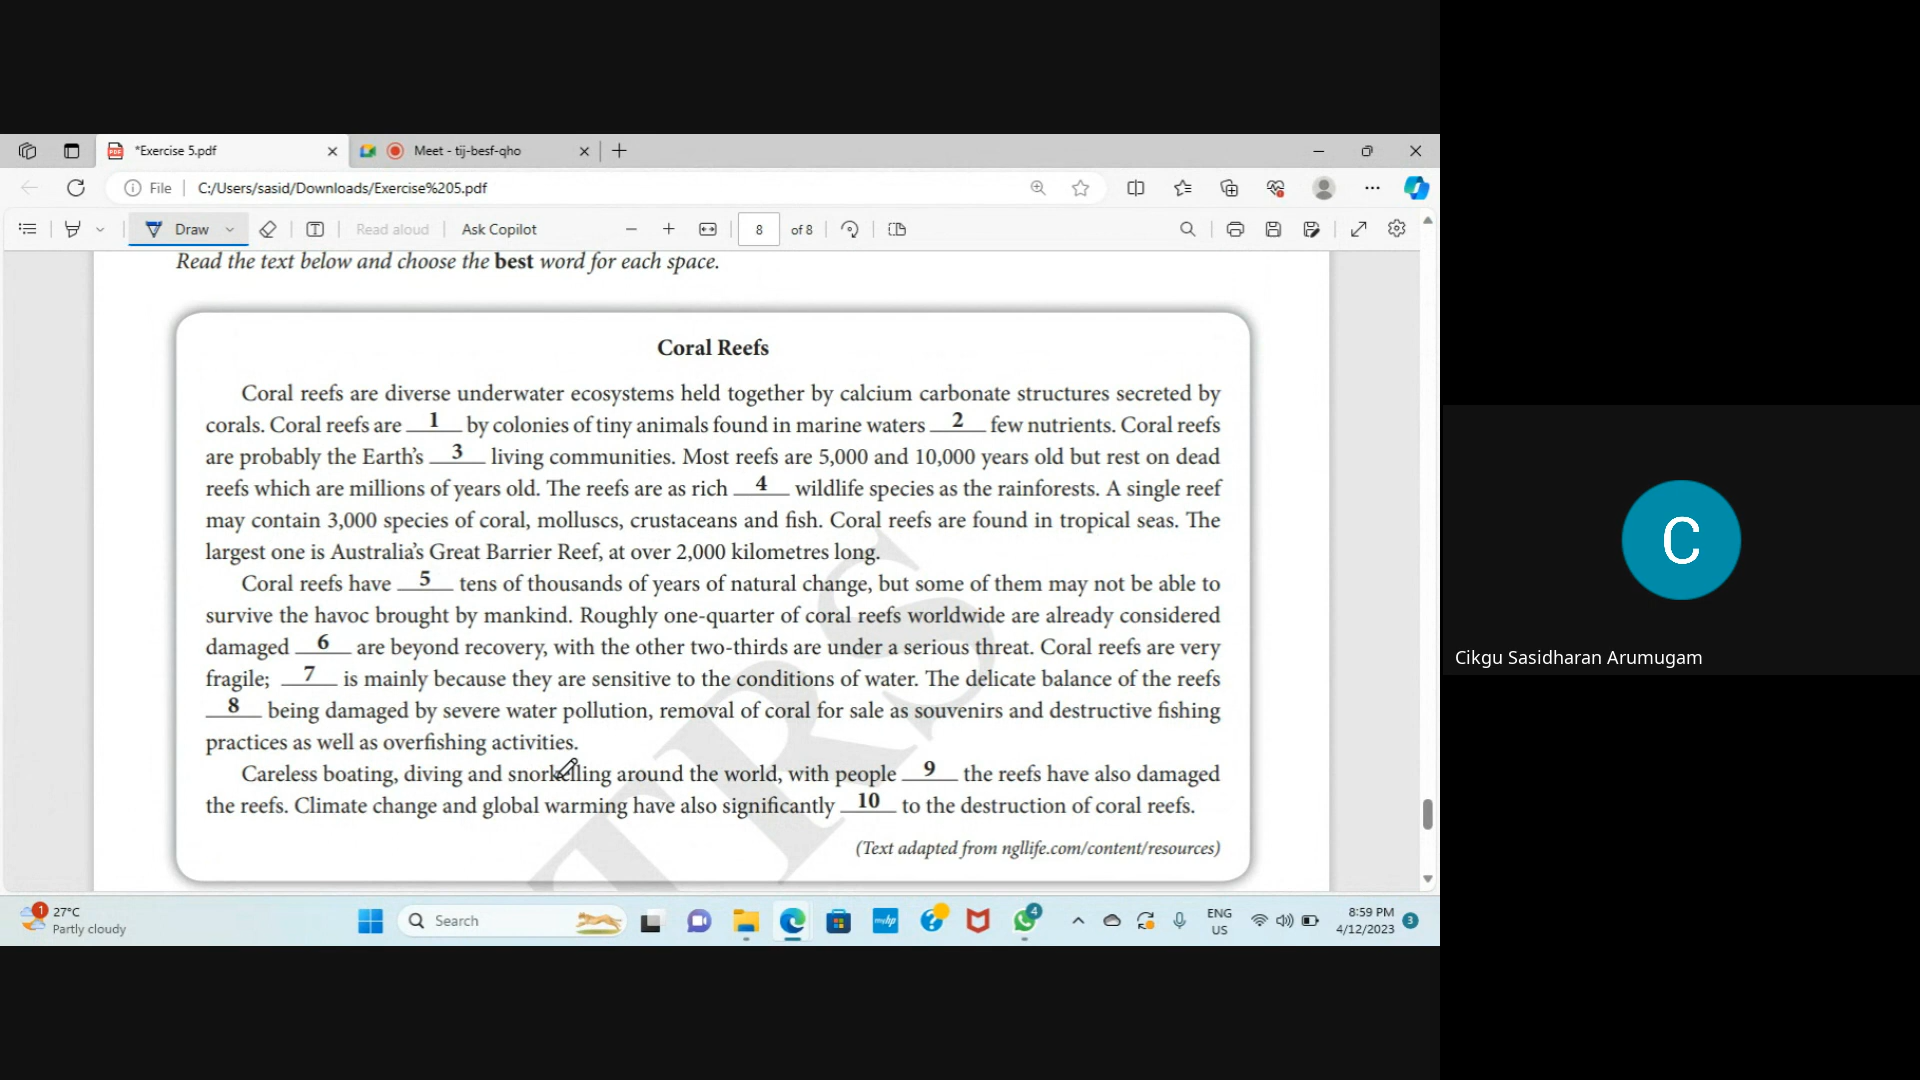 *Exercise 5.pdf
Meet - tij-besf-qho
File
C:/Users/sasid/Downloads/Exercise%205.pdf
Draw
Read aloud
Ask Copilot
8
of 8
Read the text below and choose the best word for each space.
Coral Reefs
Coral reefs are diverse underwater ecosystems held together by calcium carbonate structures secreted by
corals. Coral reefs are 1 by colonies of tiny animals found in marine waters 2 few nutrients. Coral reefs
are probably the Earth's 3 living communities. Most reefs are 5,000 and 10,000 years old but rest on dead
reefs which are millions of years old. The reefs are as rich 4 wildlife species as the rainforests. A single reef
may contain 3,000 species of coral, molluscs, crustaceans and fish. Coral reefs are found in tropical seas. The
largest one is Australia's Great Barrier Reef, at over 2,000 kilometres long.
Coral reefs have 5 tens of thousands of years of natural change, but some of them may not be able to
survive the havoc brought by mankind. Roughly one-quarter of coral reefs worldwide are already considered
damaged 6 are beyond recovery, with the other two-thirds are under a serious threat. Coral reefs are very
fragile; 7 is mainly because they are sensitive to the conditions of water. The delicate balance of the reefs
8 being damaged by severe water pollution, removal of coral for sale as souvenirs and destructive fishing
practices as well as overfishing activities.
Careless boating, diving and snorkelling around the world, with people 9 the reefs have also damaged
the reefs. Climate change and global warming have also significantly 10 to the destruction of coral reefs.
(Text adapted from ngllife.com/content/resources)
TRS
C
Cikgu Sasidharan Arumugam
1
27°C
Partly cloudy
Search
myhp
4
ENG
US
8:59 PM
4/12/2023
3